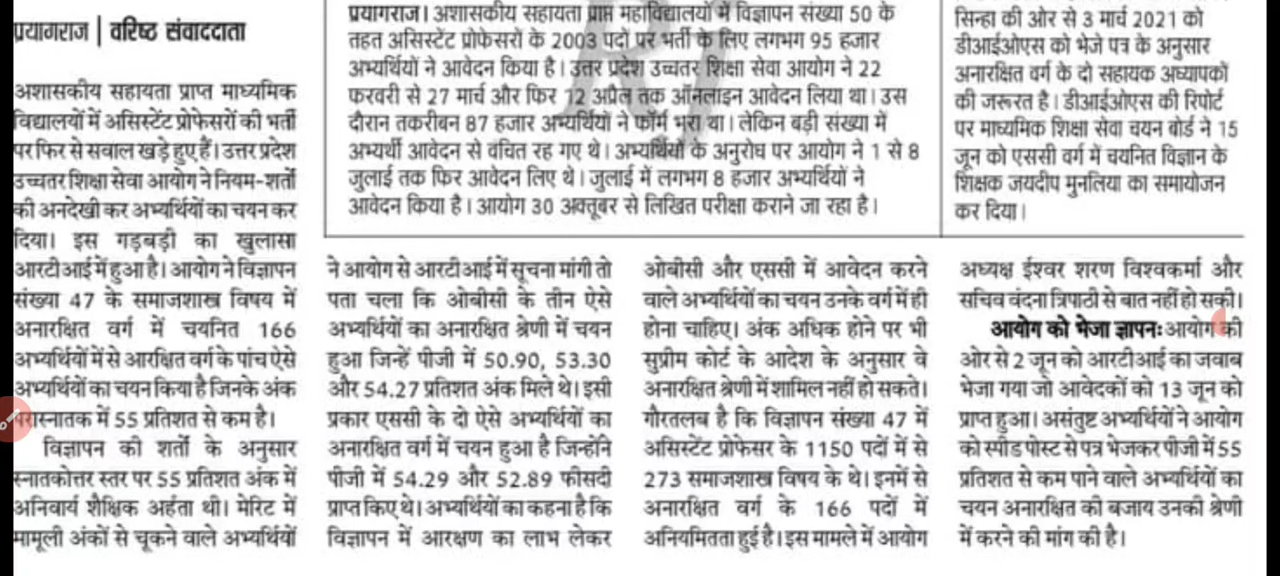 प्रयागराज | वरिष्ठ संवाददाता
अशासकीय सहायता प्राप्त माध्यमिक
विद्यालयों में असिस्टेंट प्रोफेसरों की भर्ती
पर फिर से सवाल खड़े हुए हैं। उत्तर प्रदेश
उच्चतर शिक्षा सेवा आयोग ने नियम-शर्तों
की अनदेखी कर अभ्यर्थियों का चयन कर
दिया। इस गड़बड़ी का खुलासा
आरटीआई में हुआ है। आयोग ने विज्ञापन
संख्या 47 के समाजशास्त्र विषय में
अनारक्षित वर्ग में चयनित 166
अभ्यर्थियों में से आरक्षित वर्ग के पांच ऐसे
अभ्यर्थियों का चयन किया है जिनके अंक
परास्नातक में 55 प्रतिशत से कम है।
विज्ञापन की शर्तों के अनुसार
स्नातकोत्तर स्तर पर 55 प्रतिशत अंक में
अनिवार्य शैक्षिक अर्हता थी। मेरिट में
मामूली अंकों से चूकने वाले अभ्यर्थियों
प्रयागराज। अशासकीय सहायता प्राप्त महाविद्यालयों में विज्ञापन संख्या 50 के
तहत असिस्टेंट प्रोफेसरों के 2003 पदों पर भर्ती के लिए लगभग 95 हजार
अभ्यर्थियों ने आवेदन किया है। उत्तर प्रदेश उच्चतर शिक्षा सेवा आयोग ने 22
फरवरी से 27 मार्च और फिर 12 अप्रैल तक ऑनलाइन आवेदन लिया था। उस
दौरान तकरीबन 87 हजार अभ्यर्थियों ने फॉर्म भरा था। लेकिन बड़ी संख्या में
अभ्यर्थी आवेदन से वंचित रह गए थे। अभ्यर्थियों के अनुरोध पर आयोग ने 1 से 8
जुलाई तक फिर आवेदन लिए थे। जुलाई में लगभग 8 हजार अभ्यर्थियों ने
आवेदन किया है। आयोग 30 अक्तूबर से लिखित परीक्षा कराने जा रहा है।
सिन्हा की ओर से 3 मार्च 2021 को
डीआईओएस को भेजे पत्र के अनुसार
अनारक्षित वर्ग के दो सहायक अध्यापकों
की जरूरत है। डीआईओएस की रिपोर्ट
पर माध्यमिक शिक्षा सेवा चयन बोर्ड ने 15
जून को एससी वर्ग में चयनित विज्ञान के
शिक्षक जयदीप मुनलिया का समायोजन
कर दिया।
ने आयोग से आरटीआई में सूचना मांगी तो
पता चला कि ओबीसी के तीन ऐसे
अभ्यर्थियों का अनारक्षित श्रेणी में चयन
हुआ जिन्हें पीजी में 50.90, 53.30
और 54.27 प्रतिशत अंक मिले थे। इसी
प्रकार एससी के दो ऐसे अभ्यर्थियों का
अनारक्षित वर्ग में चयन हुआ है जिन्होंने
पीजी में 54.29 और 52.89 फीसदी
प्राप्त किए थे। अभ्यर्थियों का कहना है कि
विज्ञापन में आरक्षण का लाभ लेकर
ओबीसी और एससी में आवेदन करने
वाले अभ्यर्थियों का चयन उनके वर्ग में ही
होना चाहिए। अंक अधिक होने पर भी
सुप्रीम कोर्ट के आदेश के अनुसार वे
अनारक्षित श्रेणी में शामिल नहीं हो सकते।
गौरतलब है कि विज्ञापन संख्या 47 में
असिस्टेंट प्रोफेसर के 1150 पदों में से
273 समाजशास्त्र विषय के थे। इनमें से
अनारक्षित वर्ग के 166 पदों में
अनियमितता हुई है। इस मामले में आयोग
अध्यक्ष ईश्वर शरण विश्वकर्मा और
सचिव वंदना त्रिपाठी से बात नहीं हो सकी।
आयोग को भेजा ज्ञापन: आयोग की
ओर से 2 जून को आरटीआई का जवाब
भेजा गया जो आवेदकों को 13 जून को
प्राप्त हुआ। असंतुष्ट अभ्यर्थियों ने आयोग
को स्पीड पोस्ट से पत्र भेजकर पीजी में 55
प्रतिशत से कम पाने वाले अभ्यर्थियों का
चयन अनारक्षित की बजाय उनकी श्रेणी
में करने की मांग की है।